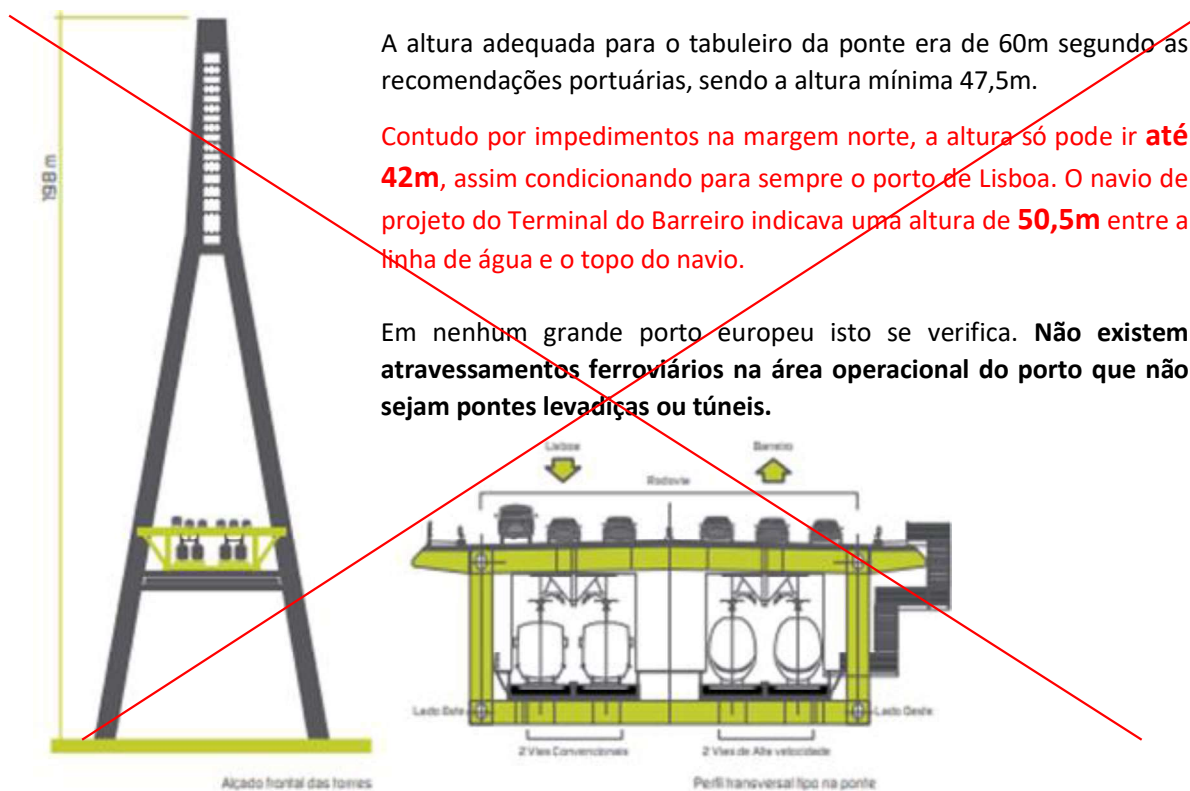 198 m
A altura adequada para o tabuleiro da ponte era de 60m segundo as
recomendações portuárias, sendo a altura mínima 47,5m.
Contudo por impedimentos na margem norte, a altura só pode ir até
42m, assim condicionando para sempre o porto de Lisboa. O navio de
projeto do Terminal do Barreiro indicava uma altura de 50,5m entre a
linha de água e o topo do navio.
Em nenhum grande porto europeu isto se verifica. Não existem
atravessamentos ferroviários na área operacional do porto que não
sejam pontes levadiças ou túneis.
Lisboa
Barreiro
Rodovia
Lado Este
Lado Oeste
2 Vias Convencionais
2 Vias de Alta velocidade
Alçado frontal das torres
Perfil transversal tipo na ponte